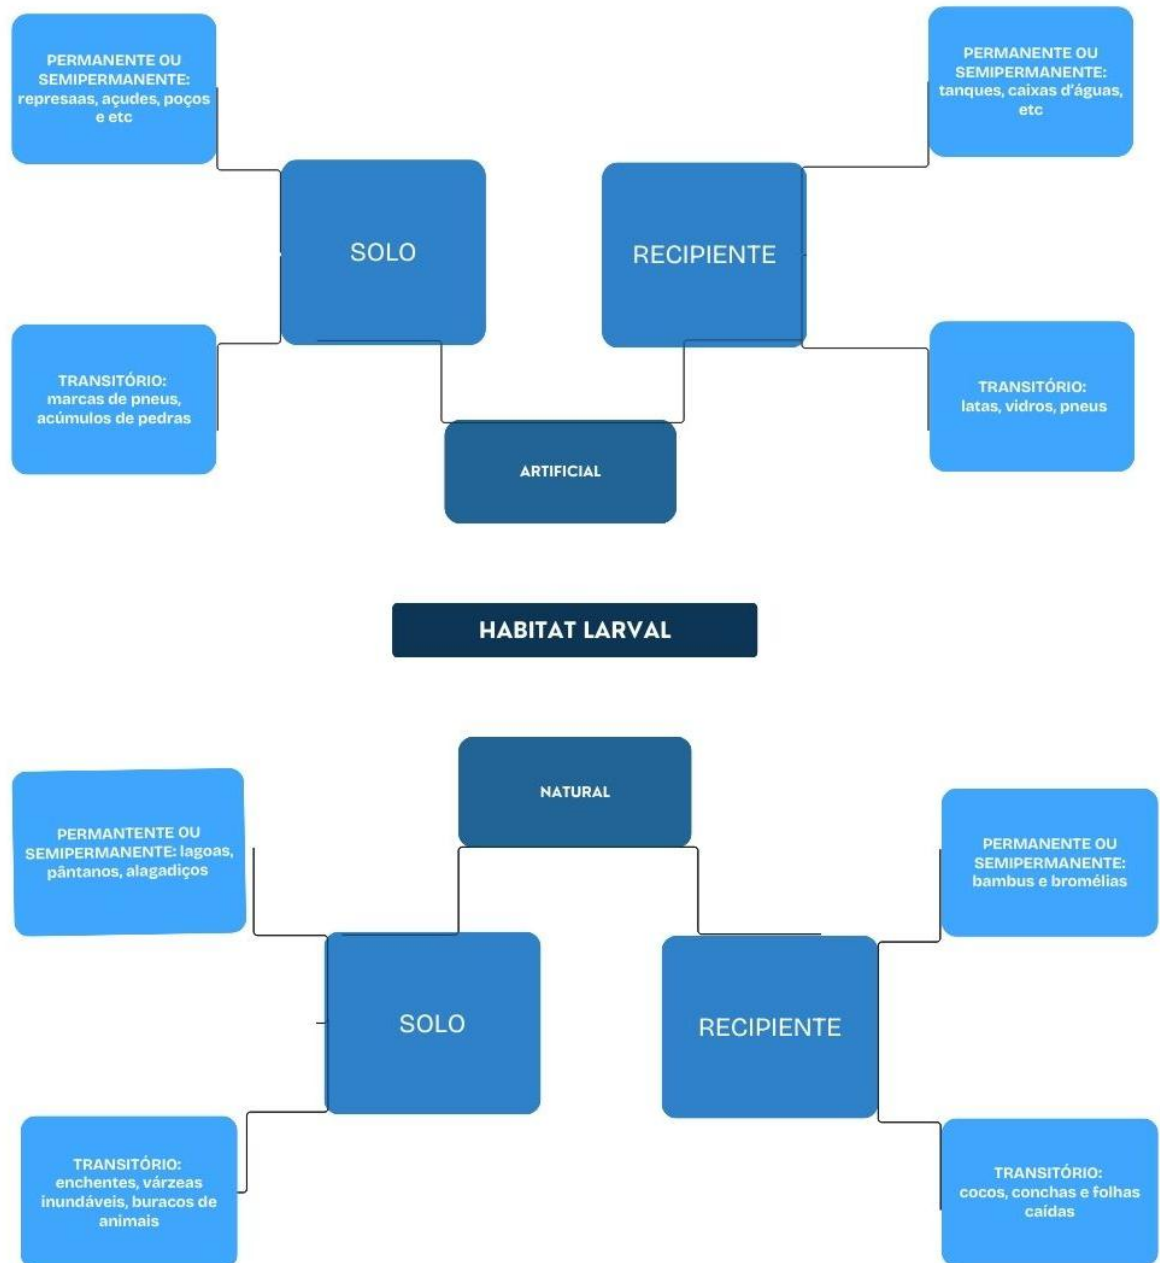 PERMANENTE OU
SEMIPERMANENTE:
represaas, açudes, poços
e etc
PERMANENTE OU
SEMIPERMANENTE:
tanques, caixas d'águas,
etc
SOLO
RECIPIENTE
TRANSITÓRIO:
marcas de pneus,
acúmulos de pedras
TRANSITÓRIO:
latas, vidros, pneus
ARTIFICIAL
HABITAT LARVAL
NATURAL
PERMANTENTE OU
SEMIPERMANENTE: lagoas,
pântanos, alagadiços
PERMANENTE OU
SEMIPERMANENTE:
bambus e bromélias
SOLO
RECIPIENTE
TRANSITÓRIO:
enchentes, várzeas
inundáveis, buracos de
animais
TRANSITÓRIO:
cocos, conchas e folhas
caídas